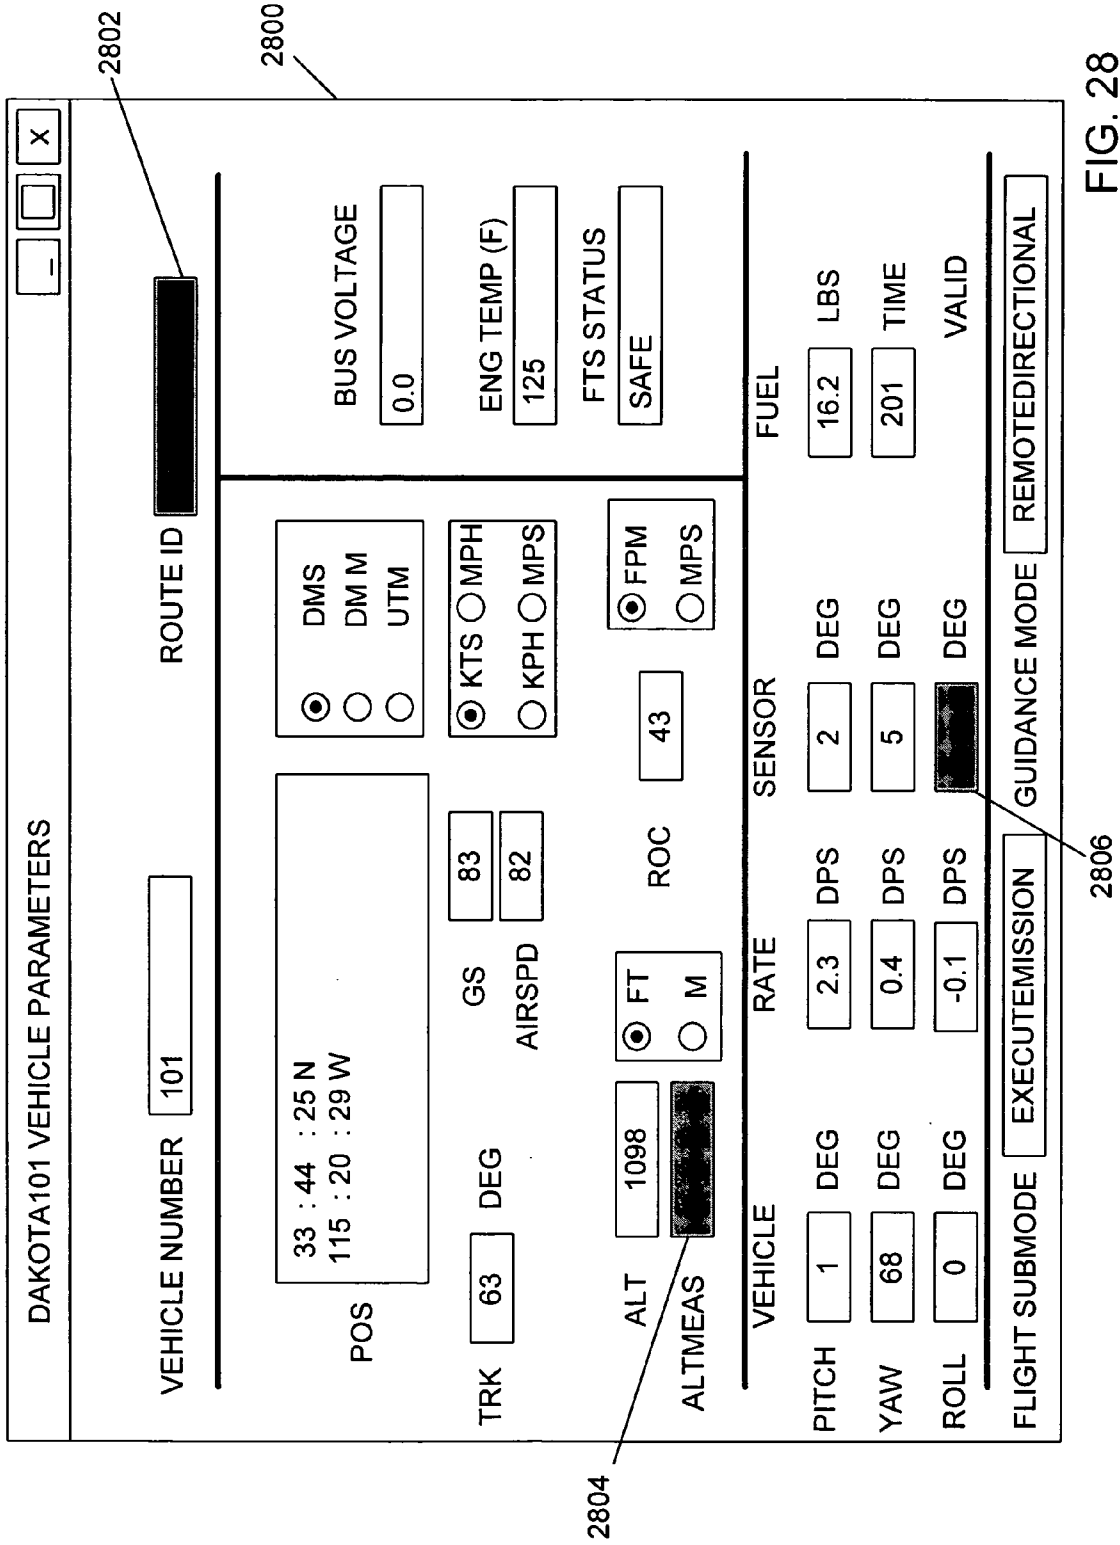 DAKOTA101 VEHICLE PARAMETERS
_ X
2802
VEHICLE NUMBER 101
ROUTE ID
2800
POS
33 : 44 : 25 N
115 : 20 : 29 W
DMS
DM M
UTM
BUS VOLTAGE
0.0
TRK 63 DEG
GS 83
AIRSPD 82
KTS MPH
KPH MPS
ENG TEMP (F)
125
ALT 1098
ALTMEAS
FT
M
ROC 43
FPM
MPS
FTS STATUS
SAFE
2804
VEHICLE RATE SENSOR FUEL
PITCH 1 DEG 2.3 DPS 2 DEG 16.2 LBS
YAW 68 DEG 0.4 DPS 5 DEG 201 TIME
ROLL 0 DEG -0.1 DPS DEG VALID
FLIGHT SUBMODE EXECUTEMISSION GUIDANCE MODE REMOTEDIRECTIONAL
2806
FIG. 28